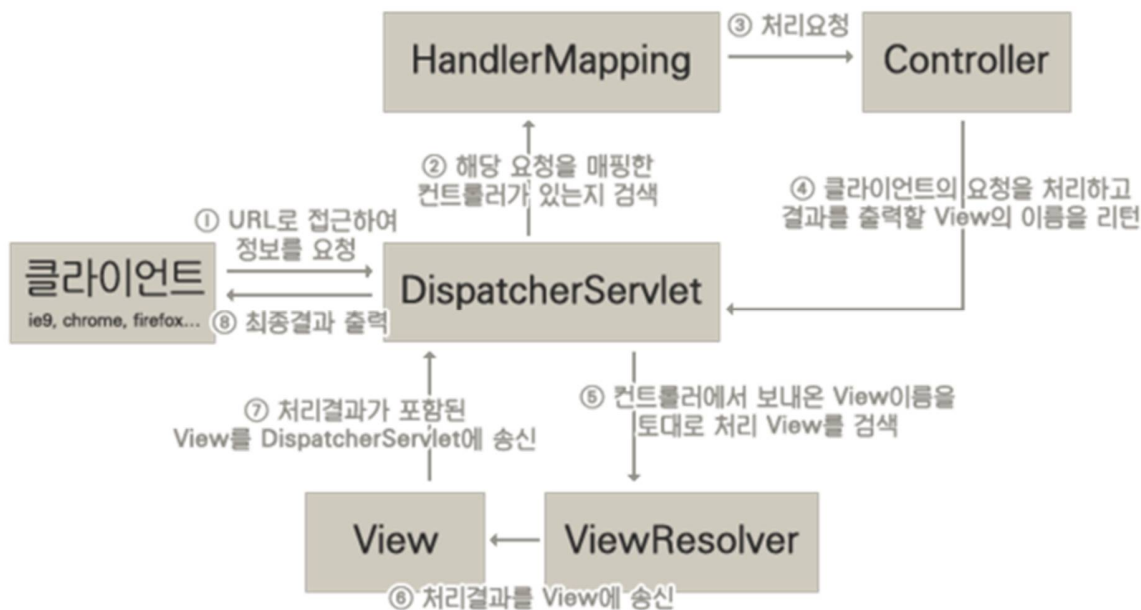 ③ 처리요청
HandlerMapping
Controller
② 해당 요청을 매핑한
컨트롤러가 있는지 검색
④ 클라이언트의 요청을 처리하고
결과를 출력할 View의 이름을 리턴
① URL로 접근하여
정보를 요청
클라이언트
ie9, chrome, firefox...
DispatcherServlet
⑧ 최종결과 출력
⑦ 처리결과가 포함된
View를 DispatcherServlet에 송신
⑤ 컨트롤러에서 보내온 View이름을
토대로 처리 View를 검색
View
ViewResolver
⑥ 처리결과를 View에 송신